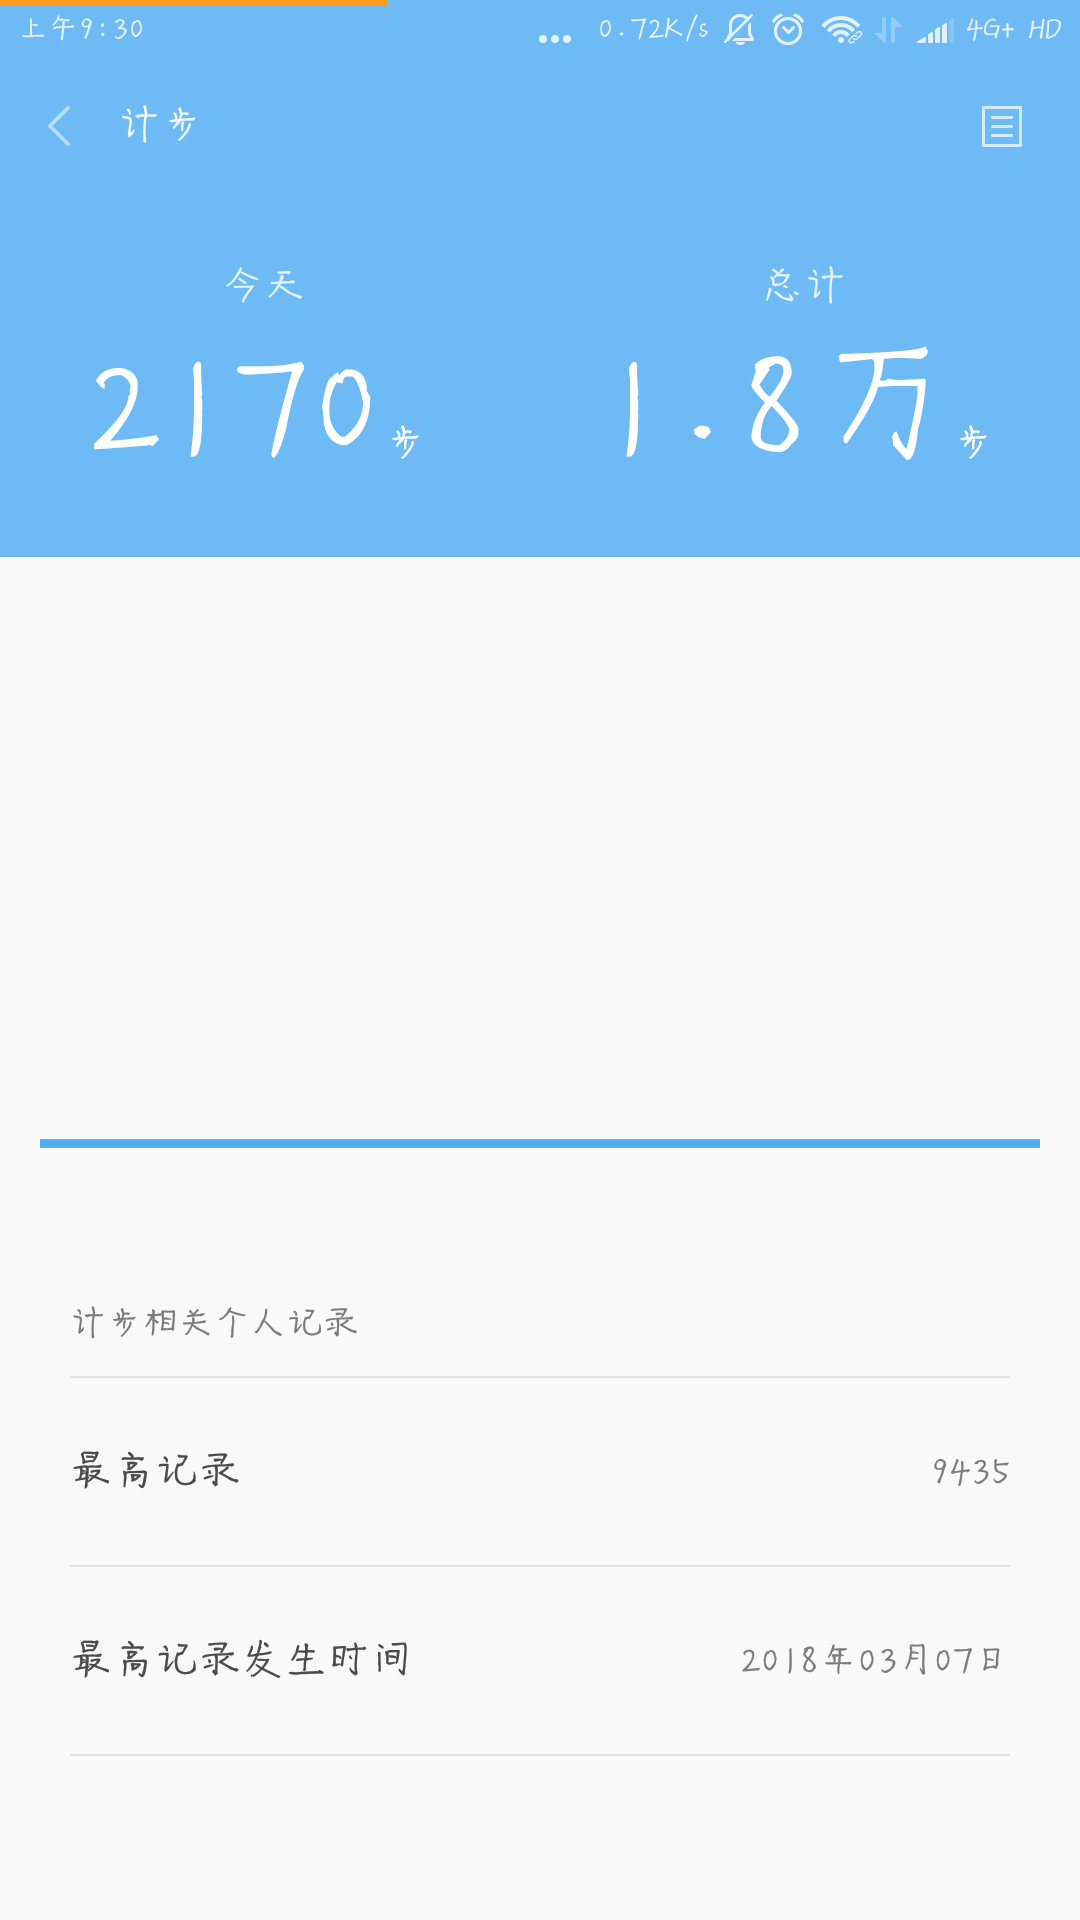 上午9:30 ... 0.72K/s 4G+ HD
计步
今天 总计
2170步 1.8万步
计步相关个人记录
最高记录 9435
最高记录发生时间 2018年03月07日